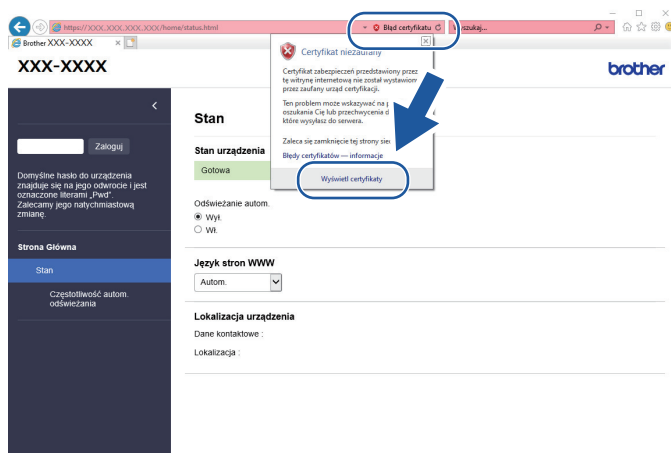 https://XXX.XXX.XXX.XXX/home/status.html
Błąd certyfikatu
Brother XXX-XXXX
XXX-XXXX
brother
Certyfikat niezaufany
Certyfikat zabezpieczeń przedstawiony przez
tę witrynę internetową nie został wystawiony
przez zaufany urząd certyfikacji.
Ten problem może wskazywać na
oszukania Cię lub przechwycenia
które wysyłasz do serwera.
Zaleca się zamknięcie tej strony
Błędy certyfikatów — informacje
Wyświetl certyfikaty
Zaloguj
Domyślne hasło do urządzenia
znajduje się na jego odwrocie i jest
oznaczone literami „Pwd”.
Zalecamy jego natychmiastową
zmianę.
Strona Główna
Stan
Częstotliwość autom.
odświeżania
Stan
Stan urządzenia
Gotowa
Odświeżanie autom.
Wył.
Wł.
Język stron WWW
Autom.
Lokalizacja urządzenia
Dane kontaktowe :
Lokalizacja :